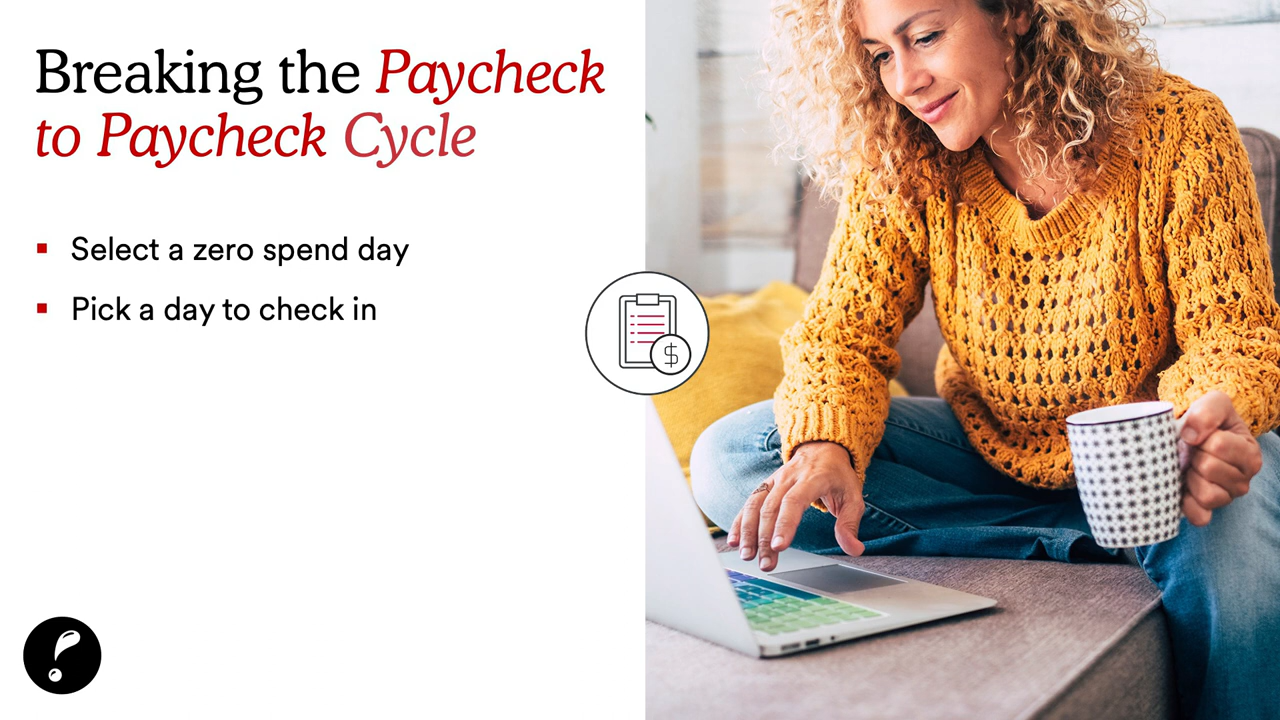 Breaking the Paycheck
to Paycheck Cycle
Select a zero spend day
Pick a day to check in
$